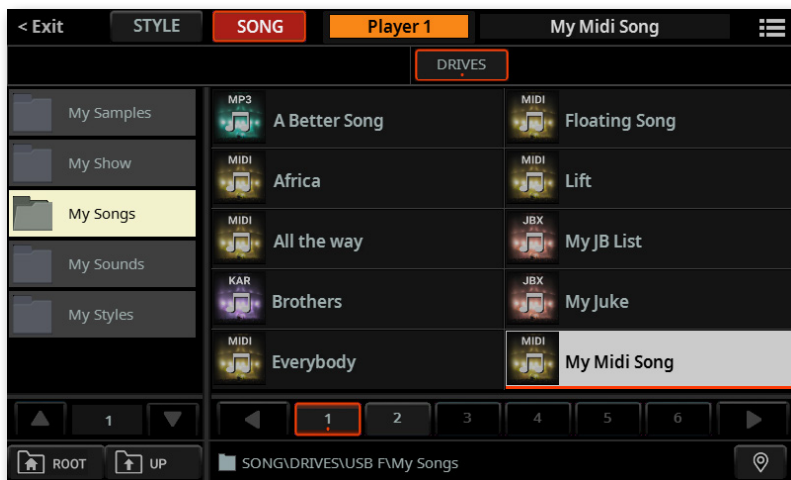 < Exit STYLE SONG Player 1 My Midi Song
DRIVES
My Samples
My Show
My Songs
My Sounds
My Styles
MP3
A Better Song
MIDI
Floating Song
MIDI
Africa
MIDI
Lift
MIDI
All the way
JBX
My JB List
KAR
Brothers
JBX
My Juke
MIDI
Everybody
MIDI
My Midi Song
1
1 2 3 4 5 6
ROOT UP SONG\DRIVES\USB F\My Songs